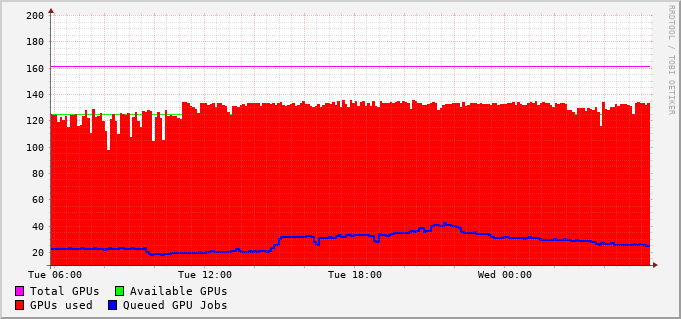 200
180
160
140
120
100
80
60
40
20
Tue 06:00 Tue 12:00 Tue 18:00 Wed 00:00
Total GPUs Available GPUs
GPUs used Queued GPU Jobs
RRDTOOL / TOBI OETIKER